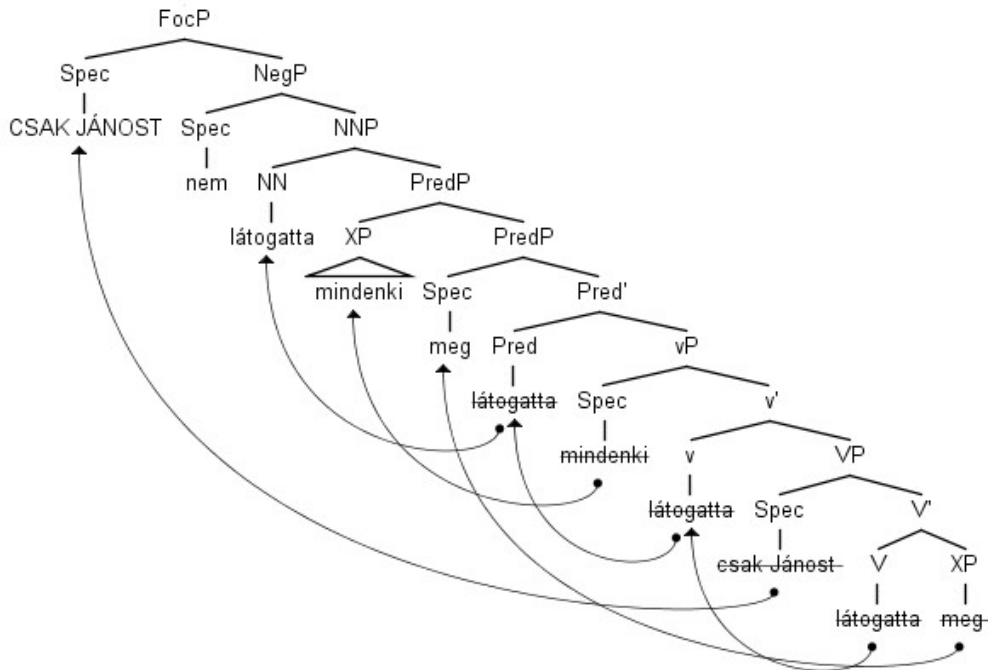 FocP
Spec NegP
CSAK JÁNOST Spec NNP
nem NN PredP
látogatta XP PredP
mindenki Spec Pred'
meg Pred vP
látogatta Spec v'
mindenki v VP
látogatta Spec V'
csak Jánost V XP
látogatta meg